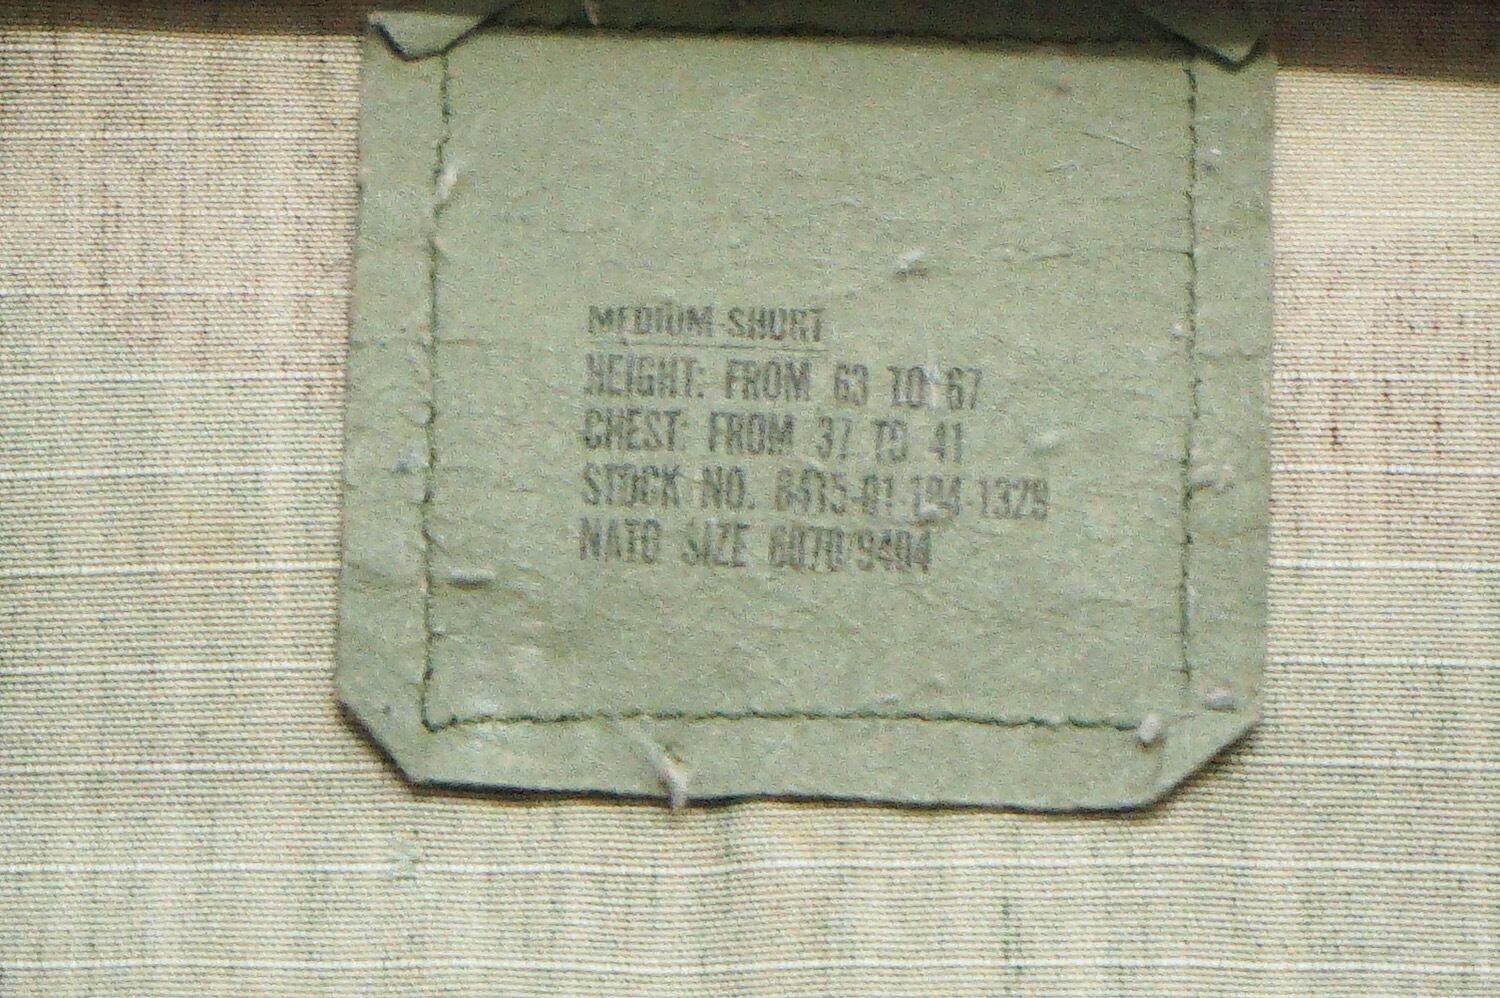 MEDIUM-SHORT
HEIGHT: FROM 63 TO 67
CHEST: FROM 37 TO 41
STOCK NO. 8415-01-184-1328
NATO SIZE 6070/9404